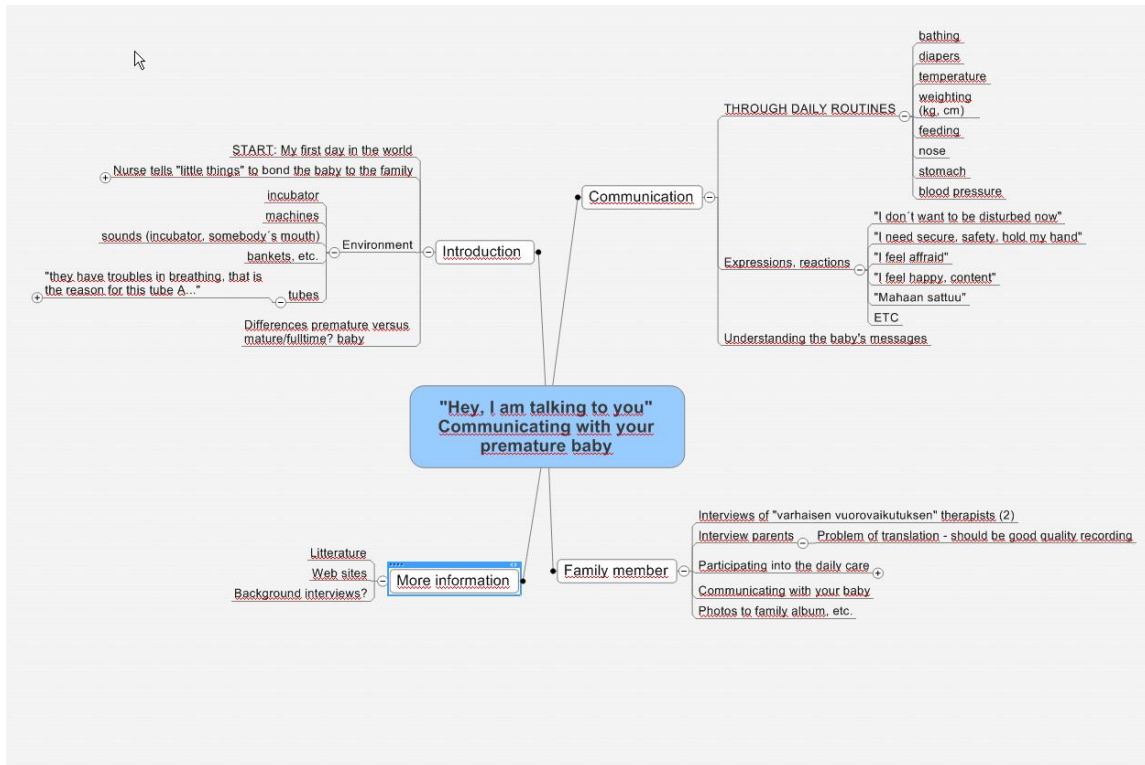 "Hey, I am talking to you"
Communicating with your
premature baby
Introduction
START: My first day in the world
Nurse tells "little things" to bond the baby to the family
Environment
incubator
machines
sounds (incubator, somebody´s mouth)
bankets, etc.
tubes
"they have troubles in breathing, that is
the reason for this tube A..."
Differences premature versus
mature/fulltime? baby
Communication
THROUGH DAILY ROUTINES
bathing
diapers
temperature
weighting
(kg, cm)
feeding
nose
stomach
blood pressure
Expressions, reactions
"I don´t want to be disturbed now"
"I need secure, safety, hold my hand"
"I feel affraid"
"I feel happy, content"
"Mahaan sattuu"
ETC
Understanding the baby's messages
More information
Litterature
Web sites
Background interviews?
Family member
Interviews of "varhaisen vuorovaikutuksen" therapists (2)
Interview parents
Problem of translation - should be good quality recording
Participating into the daily care
Communicating with your baby
Photos to family album, etc.